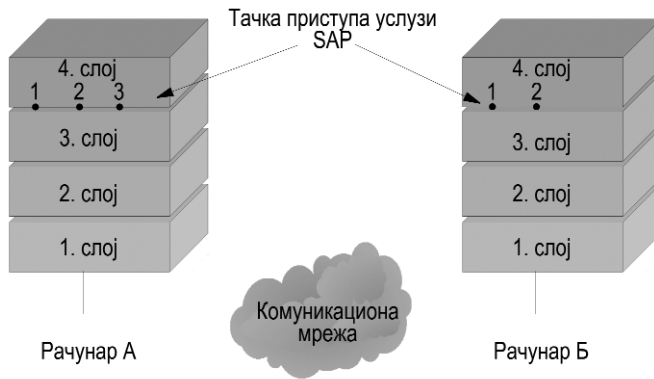 Тачка приступа услузи
SAP
4. слој
1 2 3
3. слој
2. слој
1. слој
Рачунар А
Комуникациона
мрежа
4. слој
1 2
3. слој
2. слој
1. слој
Рачунар Б